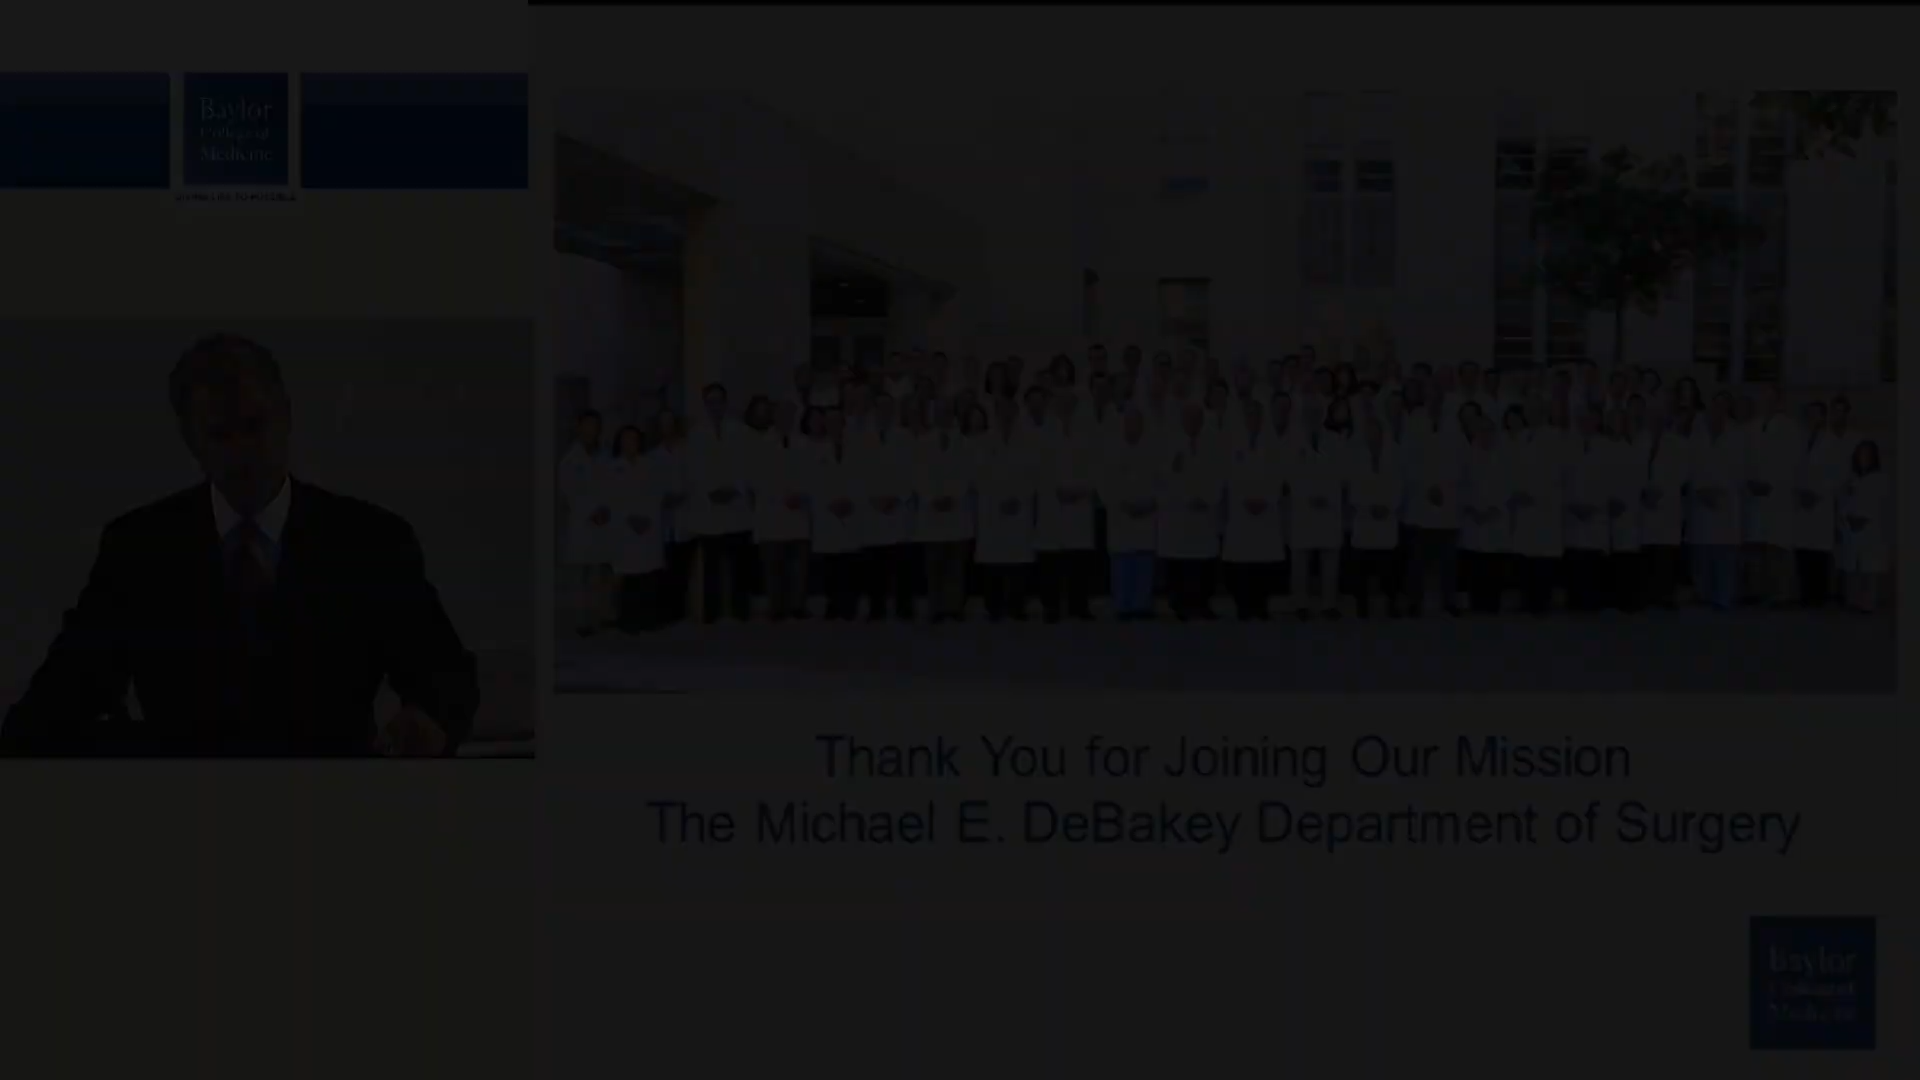 Baylor
College of
Medicine
Thank You for Joining Our Mission
The Michael E. DeBakey Department of Surgery
Baylor
College of
Medicine